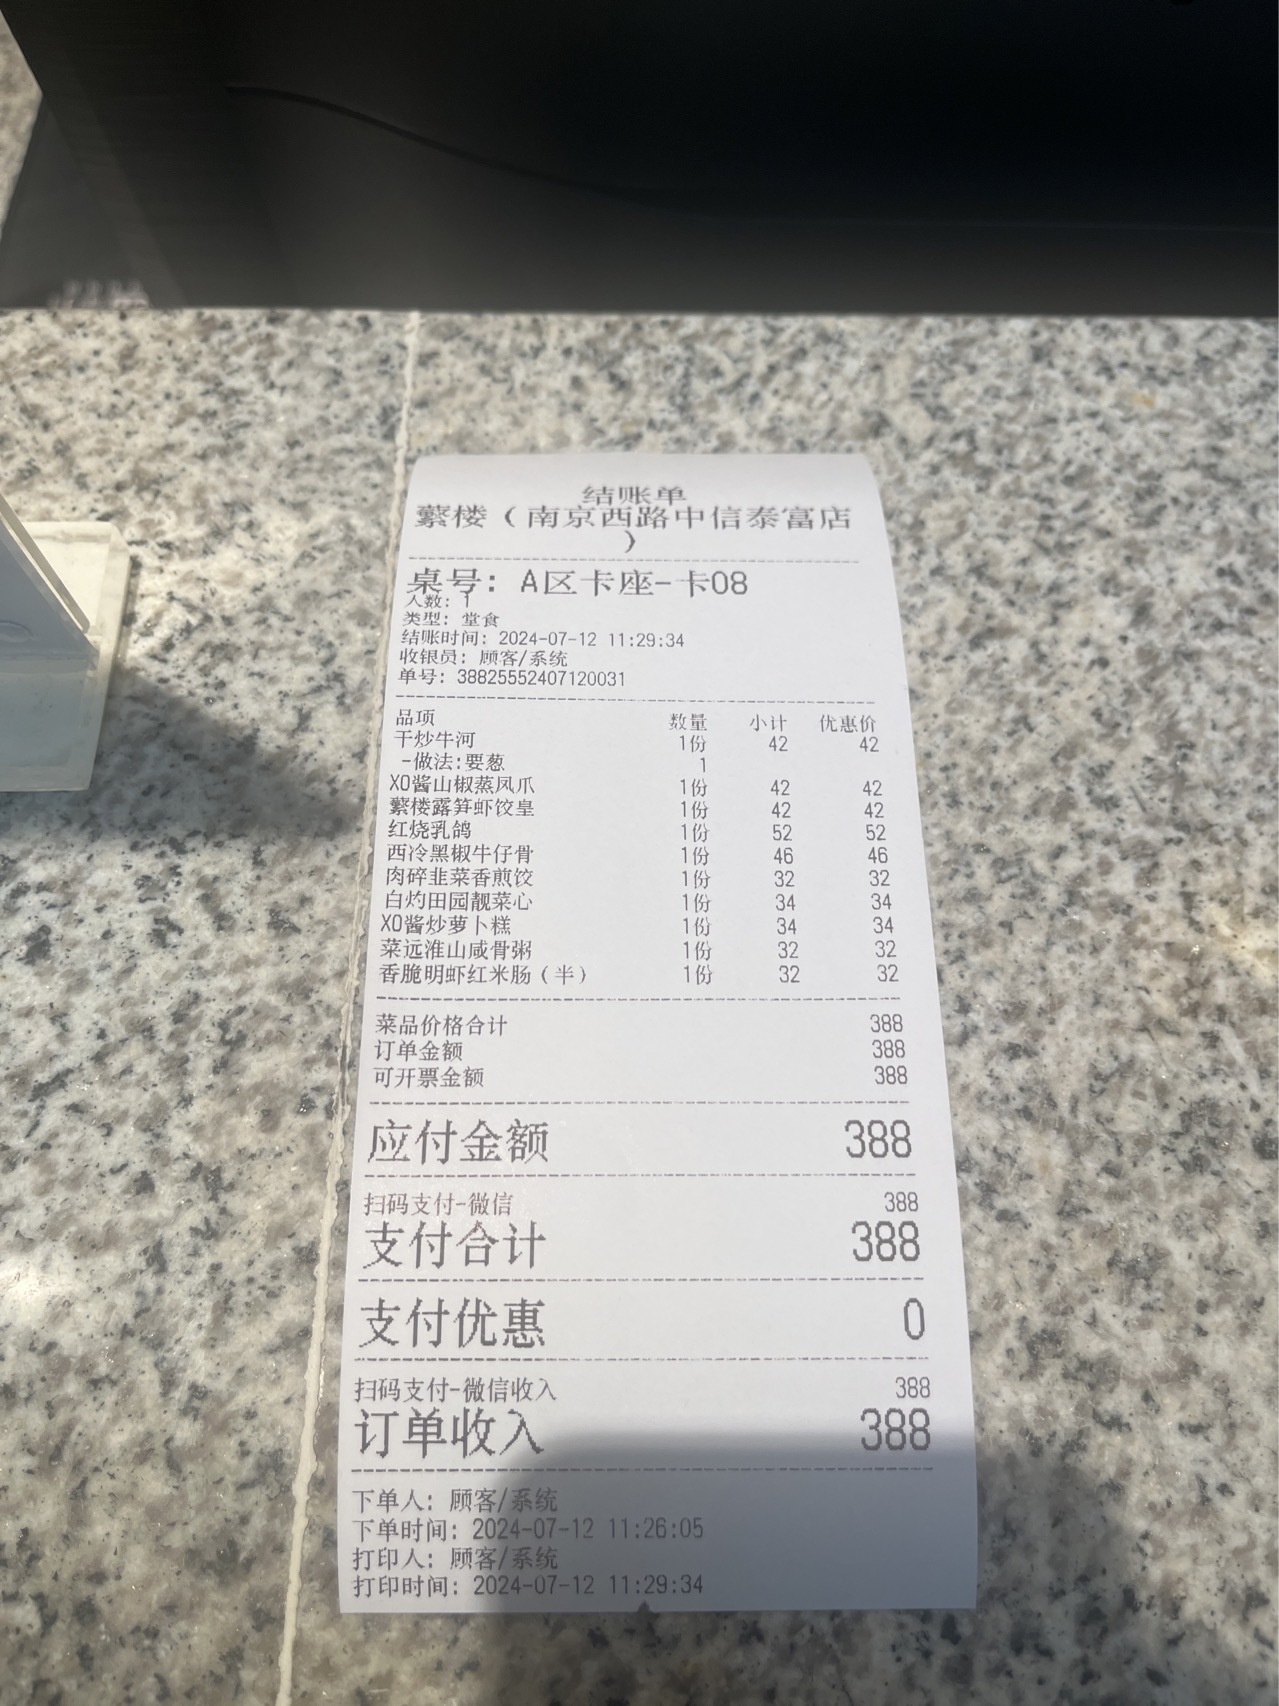 结账单
蘩楼（南京西路中信泰富店
）
桌号：A区卡座-卡08
人数：1
类型：堂食
结账时间：2024-07-12 11:29:34
收银员：顾客/系统
单号：38825552407120031
品项 数量 小计 优惠价
干炒牛河 1份 42 42
-做法:要葱 1
XO酱山椒蒸凤爪 1份 42 42
蘩楼露笋虾饺皇 1份 42 42
红烧乳鸽 1份 52 52
西冷黑椒牛仔骨 1份 46 46
肉碎韭菜香煎饺 1份 32 32
白灼田园靓菜心 1份 34 34
XO酱炒萝卜糕 1份 34 34
菜远淮山咸骨粥 1份 32 32
香脆明虾红米肠（半） 1份 32 32
菜品价格合计 388
订单金额 388
可开票金额 388
应付金额 388
扫码支付-微信 388
支付合计 388
支付优惠 0
扫码支付-微信收入 388
订单收入 388
下单人：顾客/系统
下单时间：2024-07-12 11:26:05
打印人：顾客/系统
打印时间：2024-07-12 11:29:34